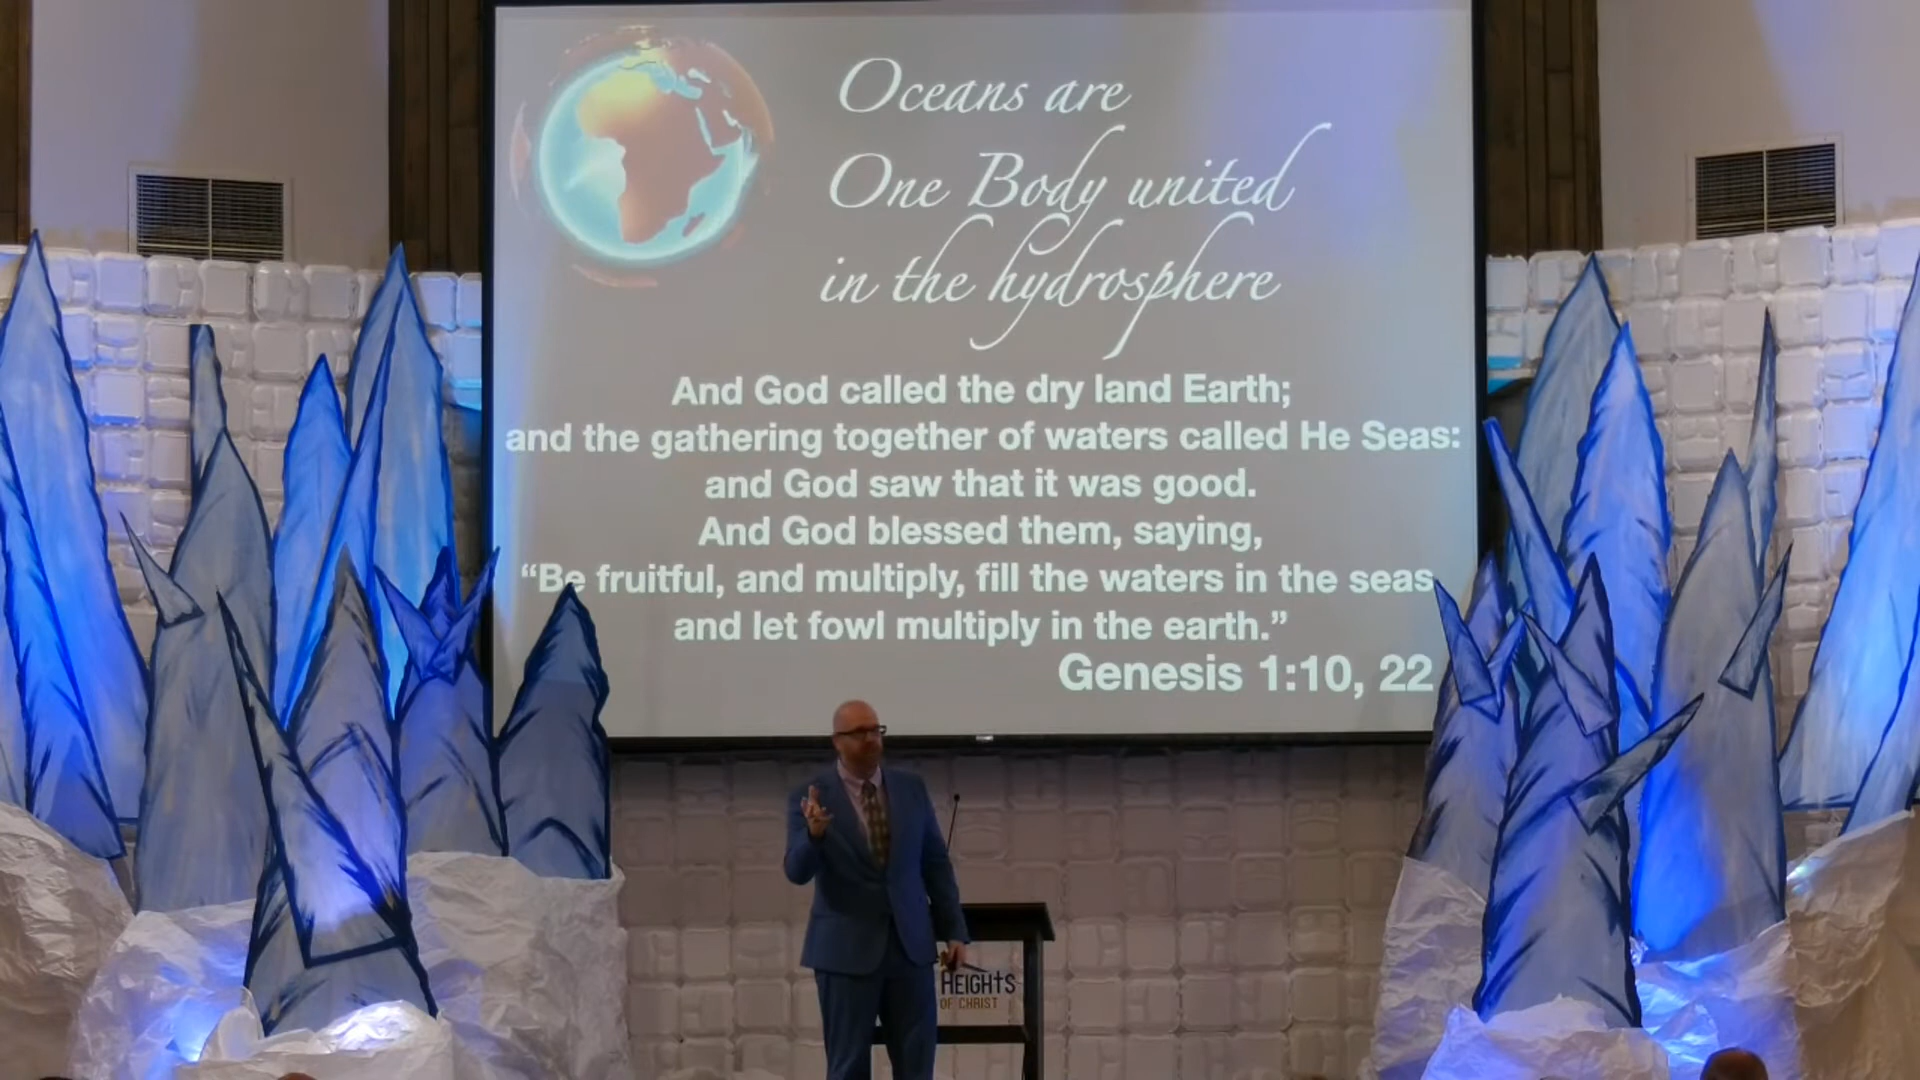 Oceans are
One Body united
in the hydrosphere
And God called the dry land Earth;
and the gathering together of waters called He Seas:
and God saw that it was good.
And God blessed them, saying,
“Be fruitful, and multiply, fill the waters in the seas
and let fowl multiply in the earth.”
Genesis 1:10, 22
HEIGHTS
OF CHRIST